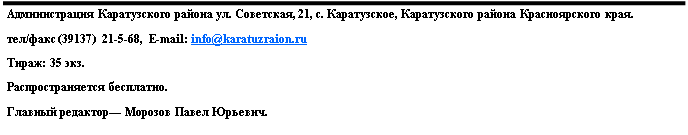 Администрация Каратузского района ул. Советская, 21, с. Каратузское, Каратузского района Красноярского края.
тел/факс (39137) 21-5-68, E-mail: info@karatuzraion.ru
Тираж: 35 экз.
Распространяется бесплатно.
Главный редактор— Морозов Павел Юрьевич.